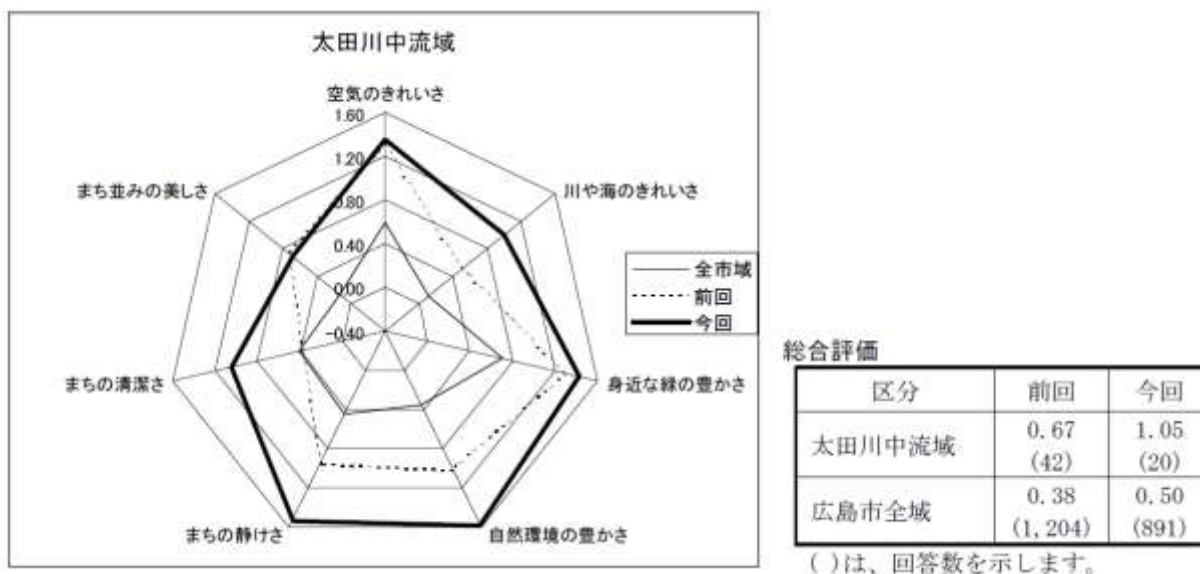 太田川中流域
空気のきれいさ
1.60
1.20
0.80
0.40
0.00
-0.40
川や海のきれいさ
身近な緑の豊かさ
自然環境の豊かさ
まちの静けさ
まちの清潔さ
まち並みの美しさ
全市域
前回
今回
総合評価
区分 前回 今回
太田川中流域 0.67 1.05
(42) (20)
広島市全域 0.38 0.50
(1,204) (891)
( )は、回答数を示します。